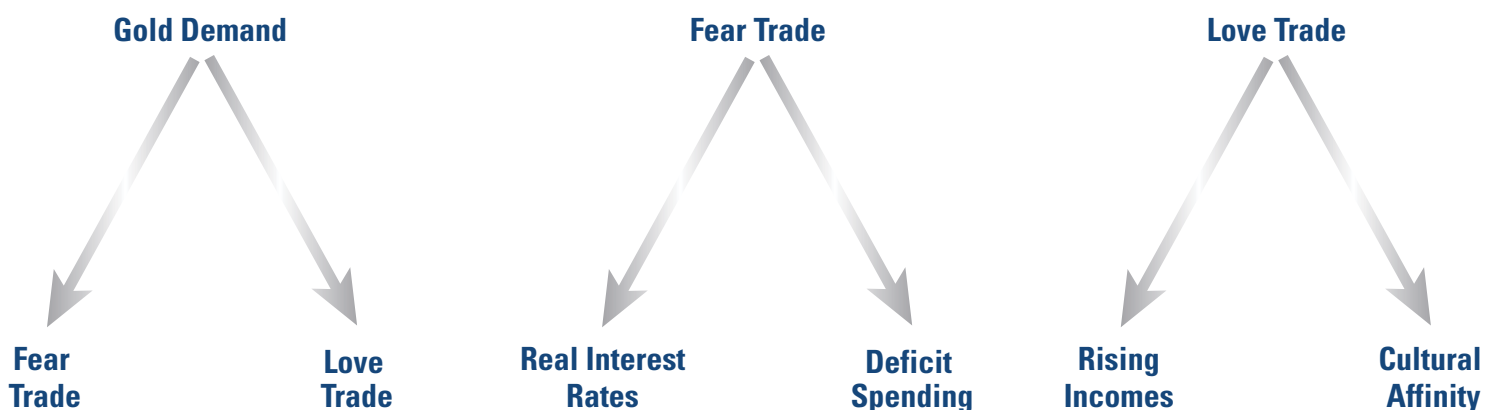 Gold Demand
Fear
Trade
Love
Trade
Fear Trade
Real Interest
Rates
Deficit
Spending
Love Trade
Rising
Incomes
Cultural
Affinity